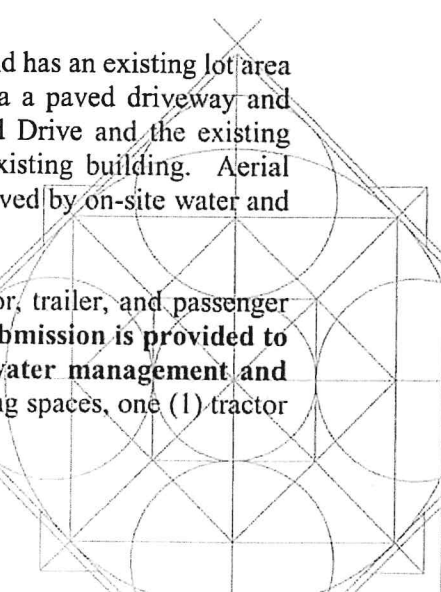 d has an existing lot area
a a paved driveway and
l Drive and the existing
xisting building. Aerial
ved by on-site water and
or, trailer, and passenger
bmission is provided to
vater management and
ng spaces, one (1) tractor